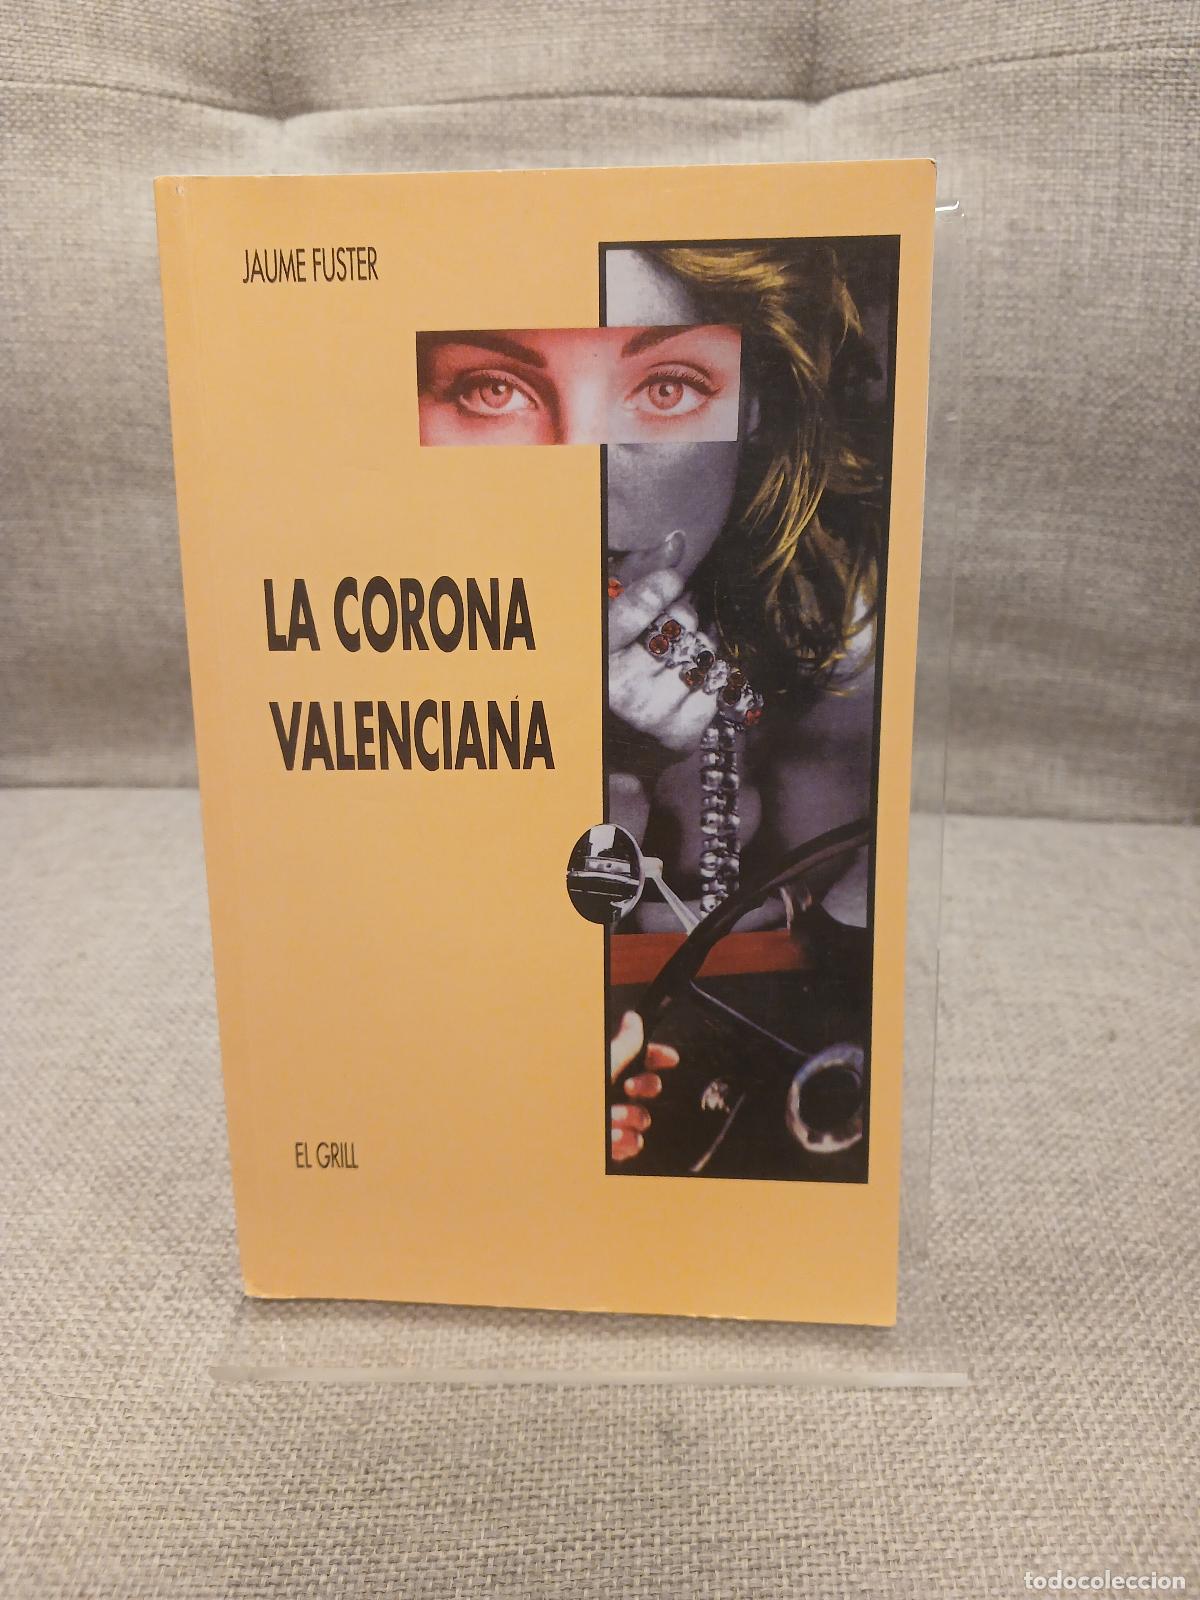 JAUME FUSTER
LA CORONA
VALENCIANA
EL GRILL
todocoleccion